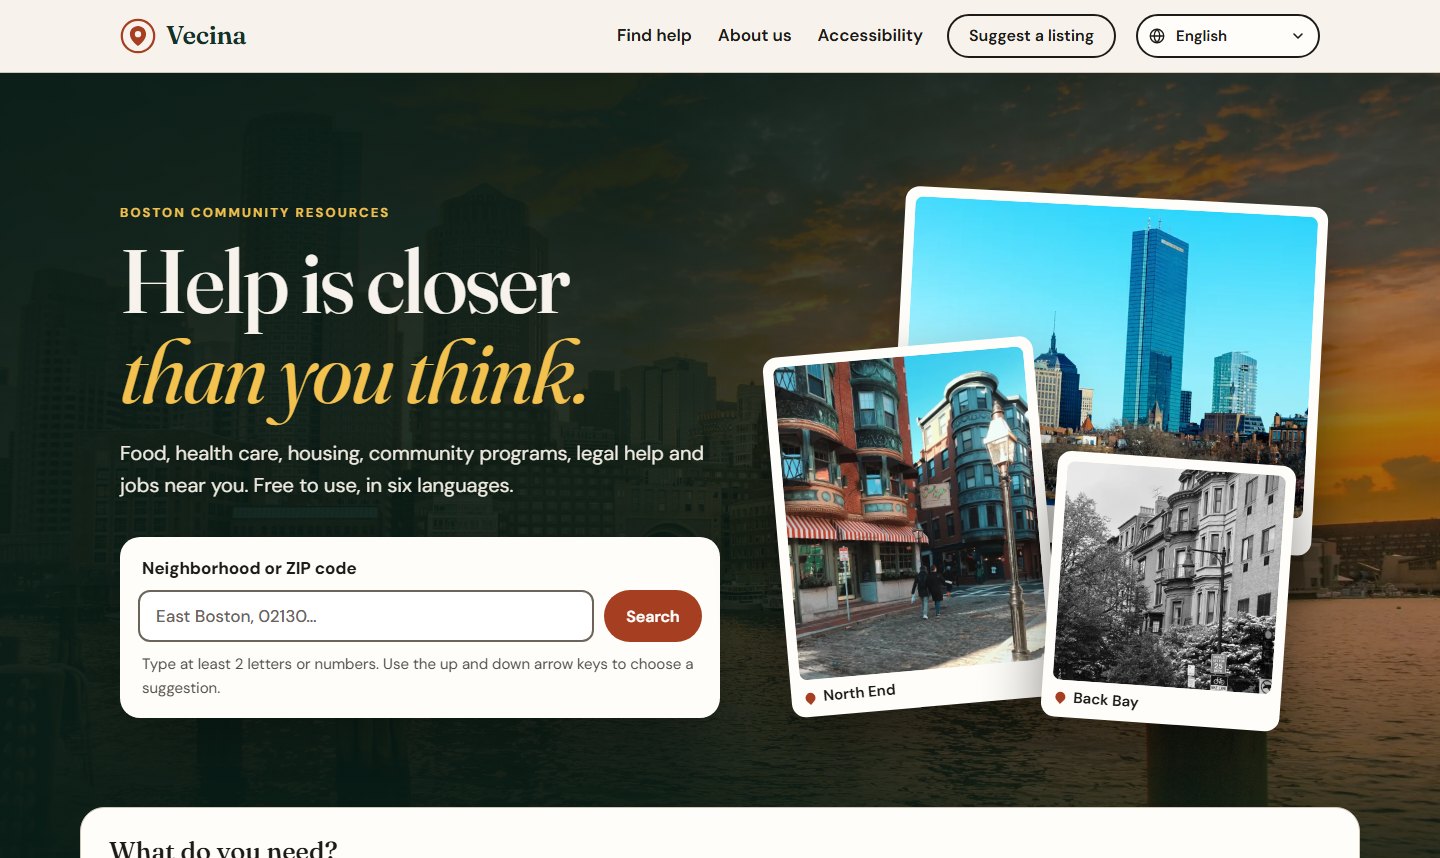 Vecina
Find help
About us
Accessibility
Suggest a listing
English
BOSTON COMMUNITY RESOURCES
Help is closer
than you think.
Food, health care, housing, community programs, legal help and
jobs near you. Free to use, in six languages.
Neighborhood or ZIP code
East Boston, 02130...
Search
Type at least 2 letters or numbers. Use the up and down arrow keys to choose a
suggestion.
North End
Back Bay
What do you need?